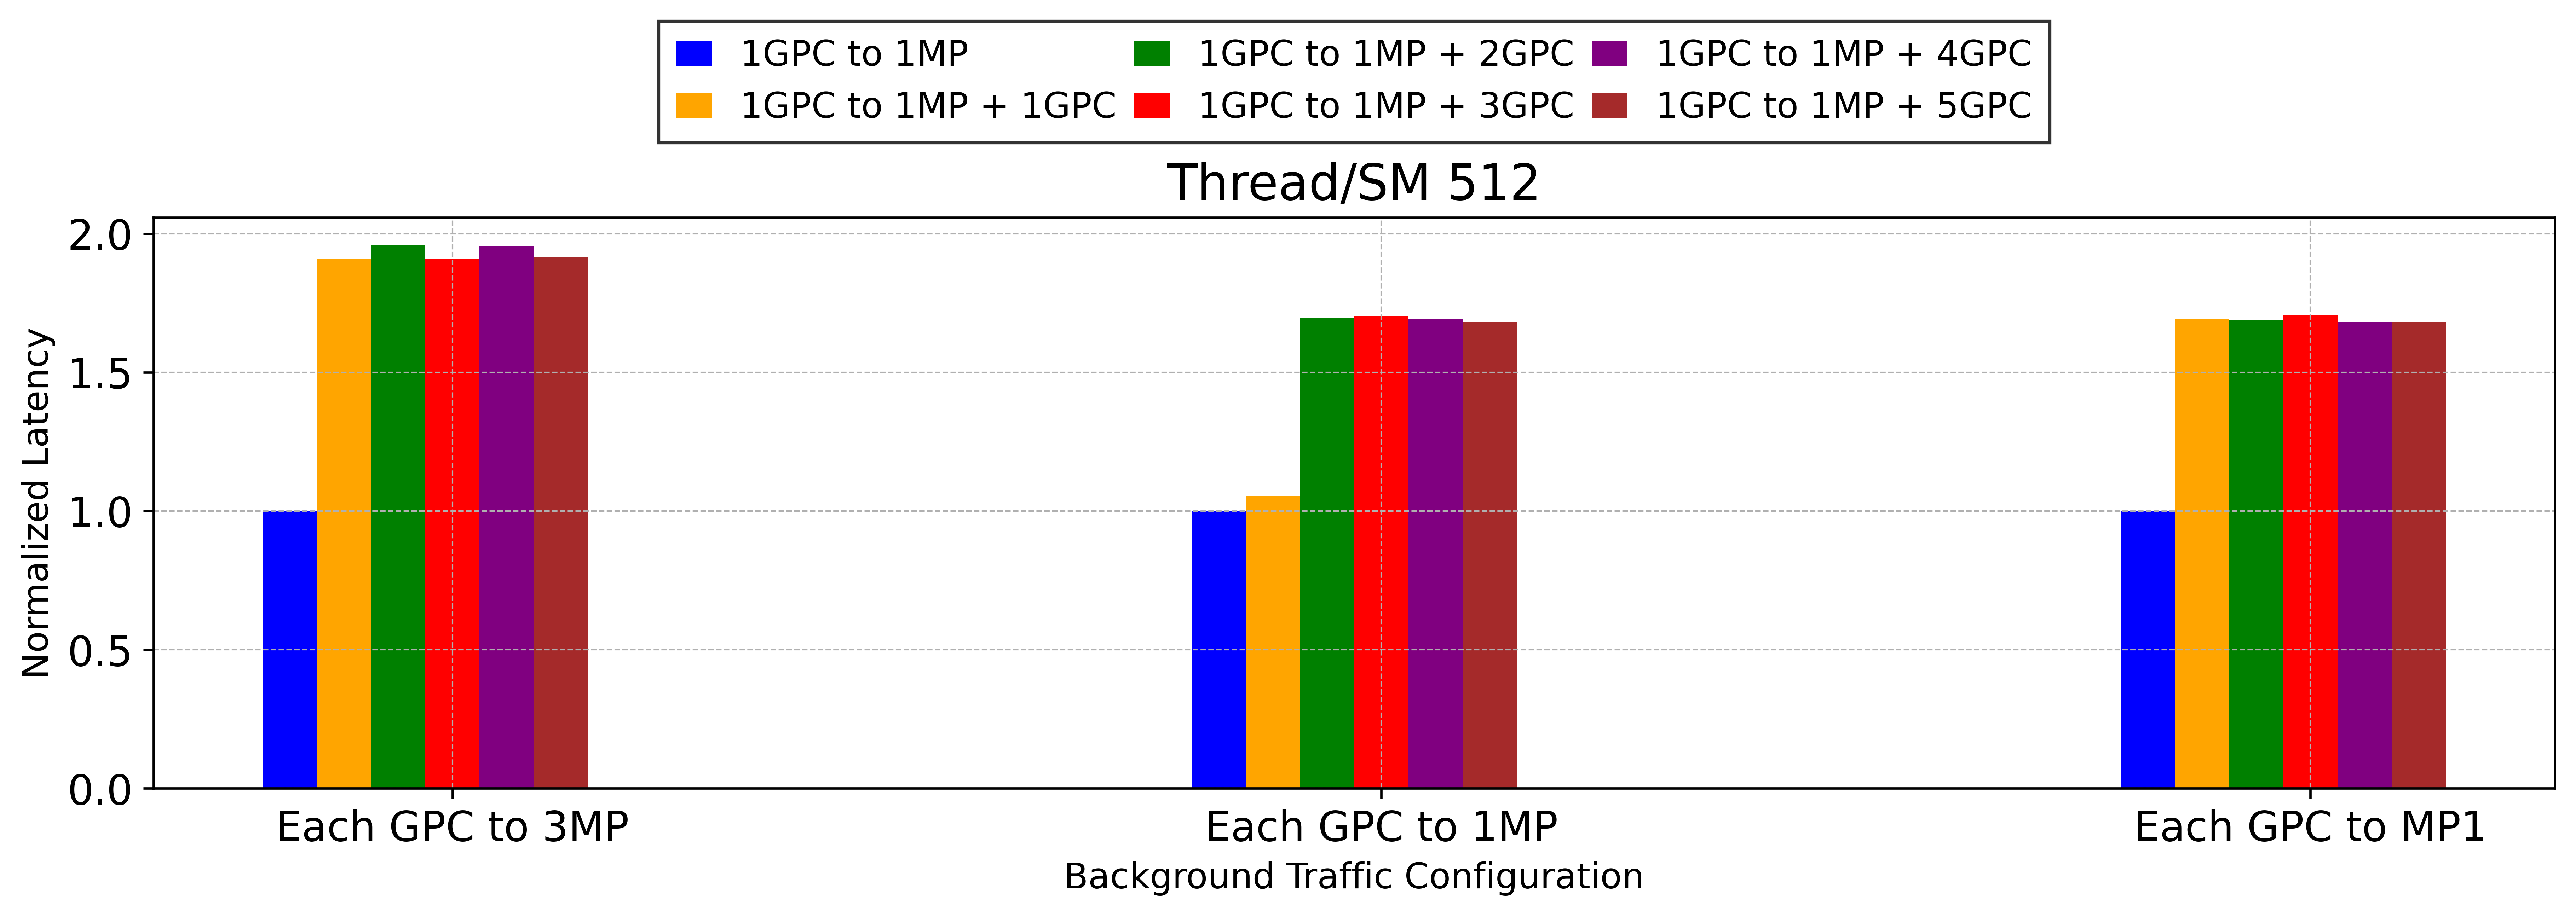 1GPC to 1MP
1GPC to 1MP + 1GPC
1GPC to 1MP + 2GPC
1GPC to 1MP + 3GPC
1GPC to 1MP + 4GPC
1GPC to 1MP + 5GPC
Thread/SM 512
Normalized Latency
2.0
1.5
1.0
0.5
0.0
Each GPC to 3MP
Each GPC to 1MP
Each GPC to MP1
Background Traffic Configuration